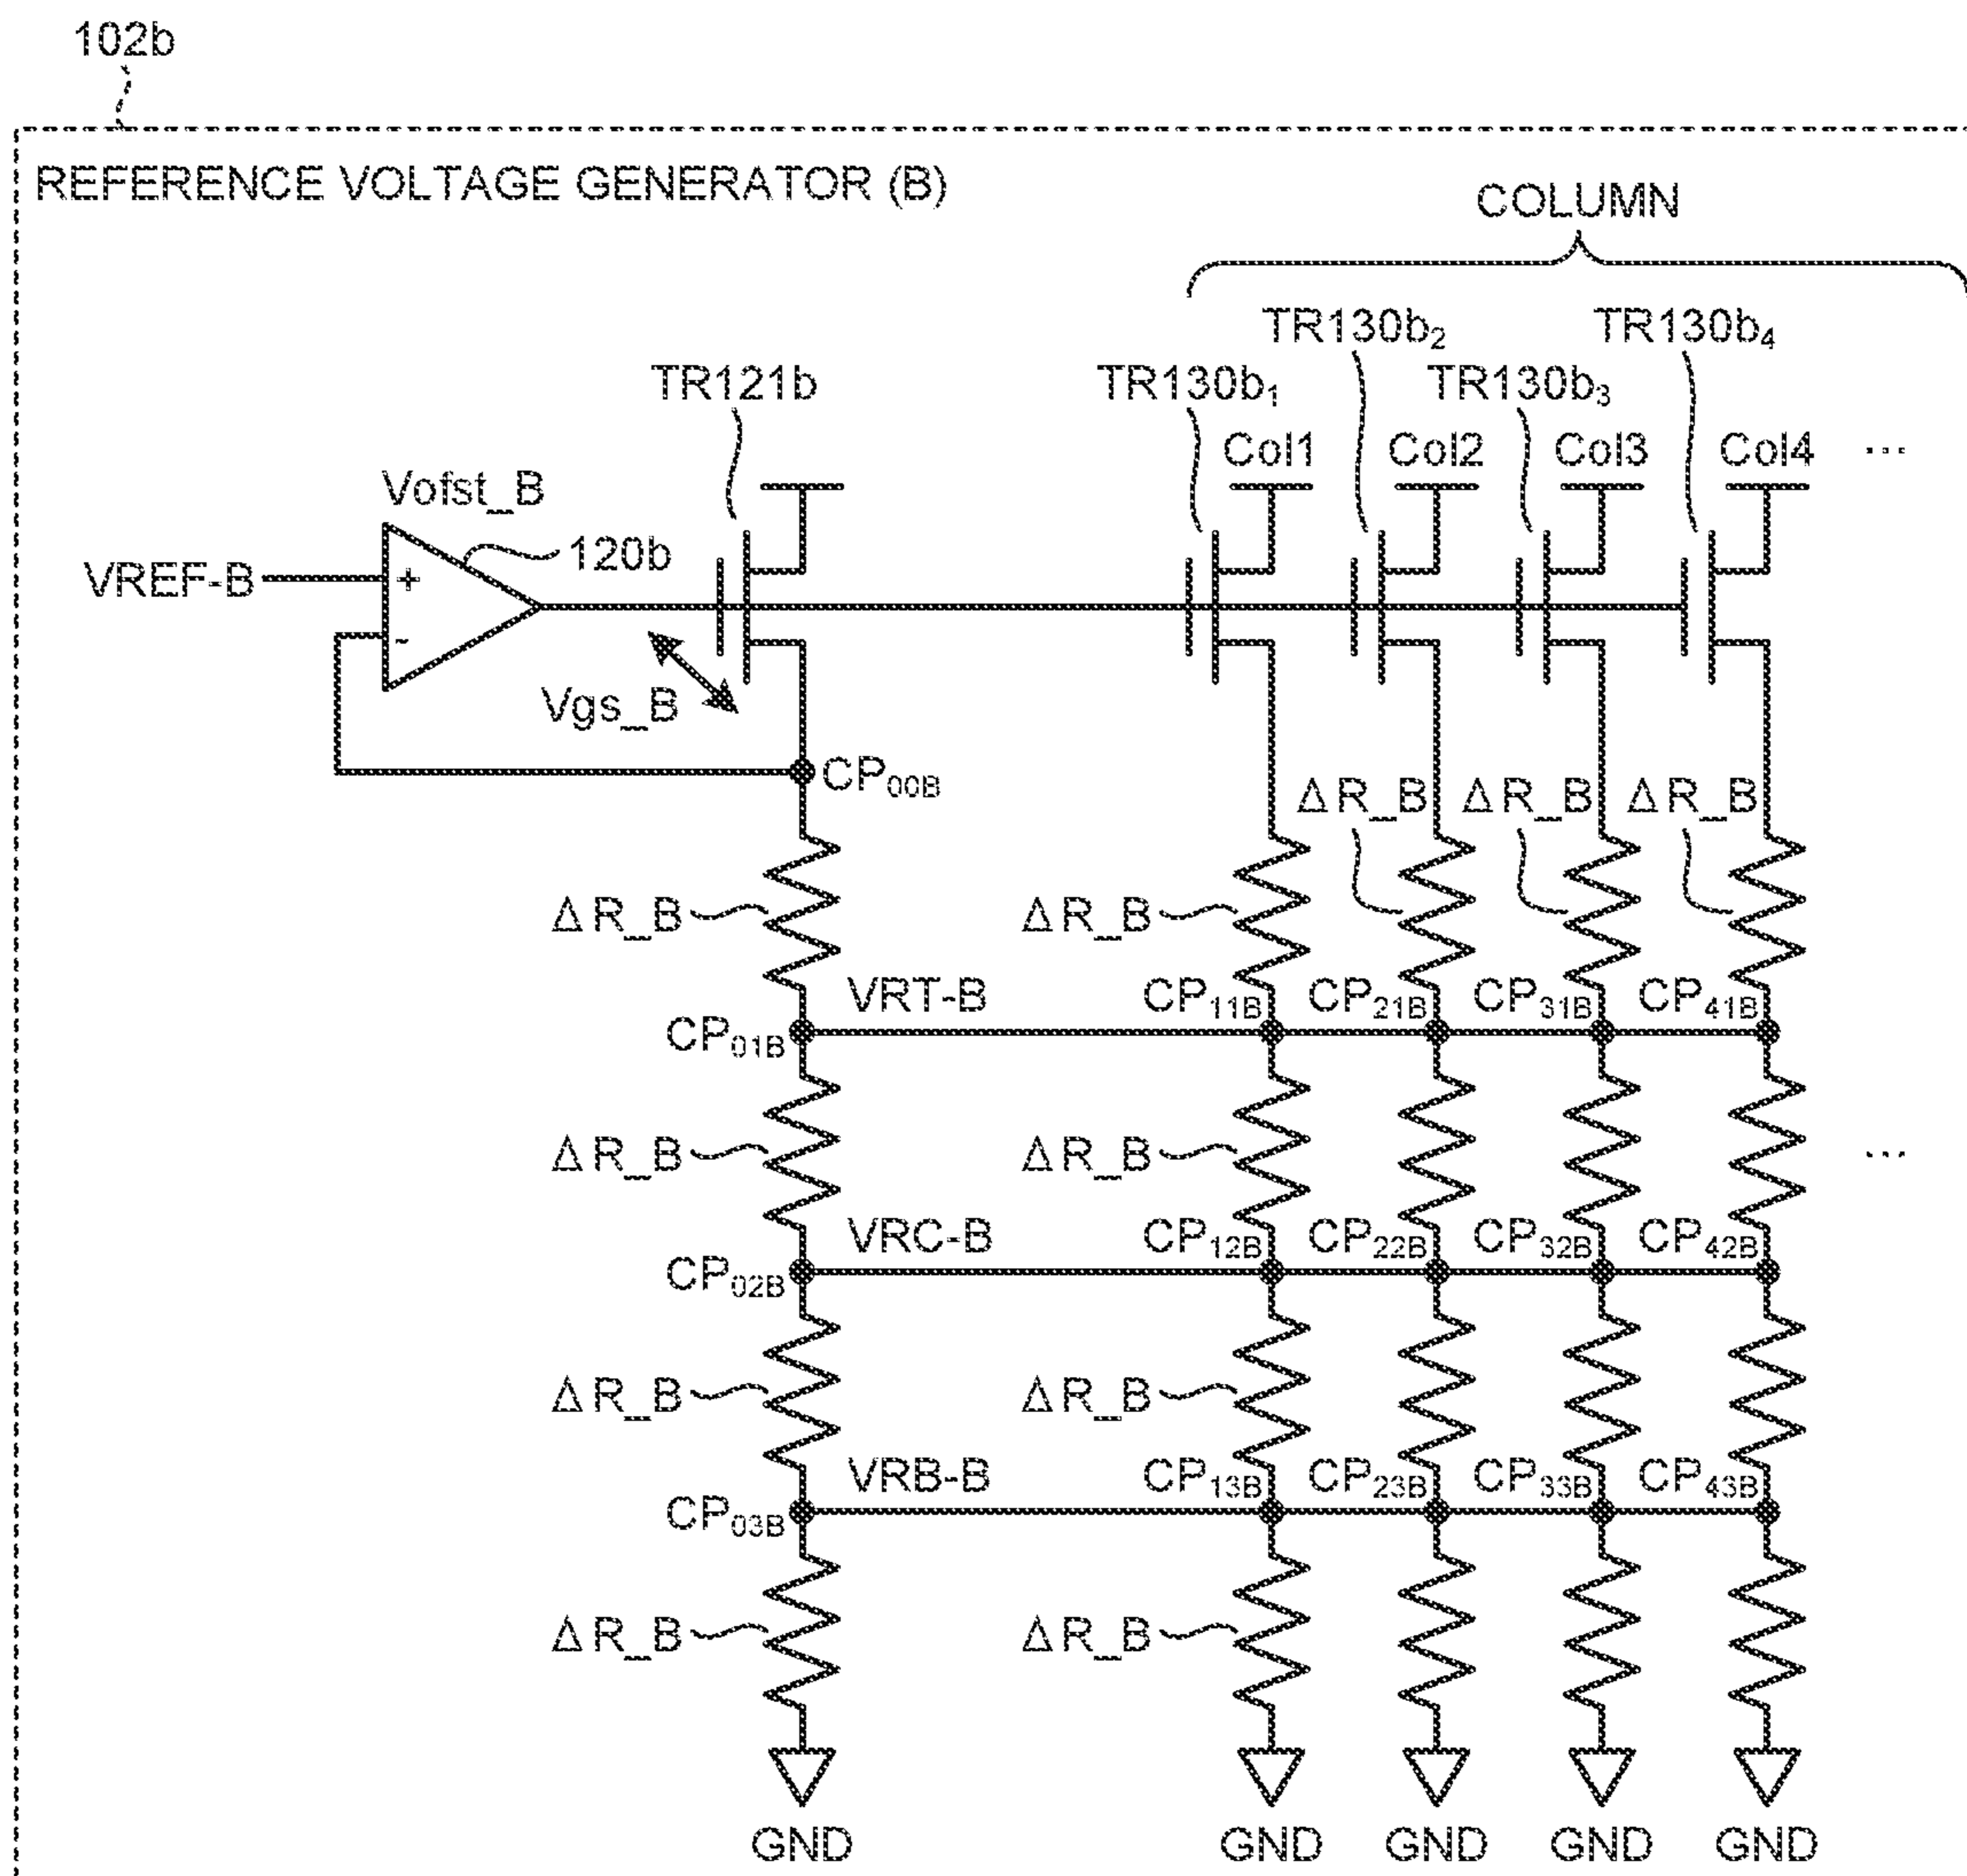 102b
REFERENCE VOLTAGE GENERATOR (B)
COLUMN
TR130b₂ TR130b₄
TR121b TR130b₁ TR130b₃
Col1 Col2 Col3 Col4 ...
Vofst_B
120b
VREF-B
+
-
Vgs_B
CP₀₀B
ΔR_B ΔR_B ΔR_B
ΔR_B ΔR_B
VRT-B CP₁₁B CP₂₁B CP₃₁B CP₄₁B
CP₀₁B
ΔR_B ΔR_B ...
VRC-B CP₁₂B CP₂₂B CP₃₂B CP₄₂B
CP₀₂B
ΔR_B ΔR_B
VRB-B CP₁₃B CP₂₃B CP₃₃B CP₄₃B
CP₀₃B
ΔR_B ΔR_B
GND GND GND GND GND